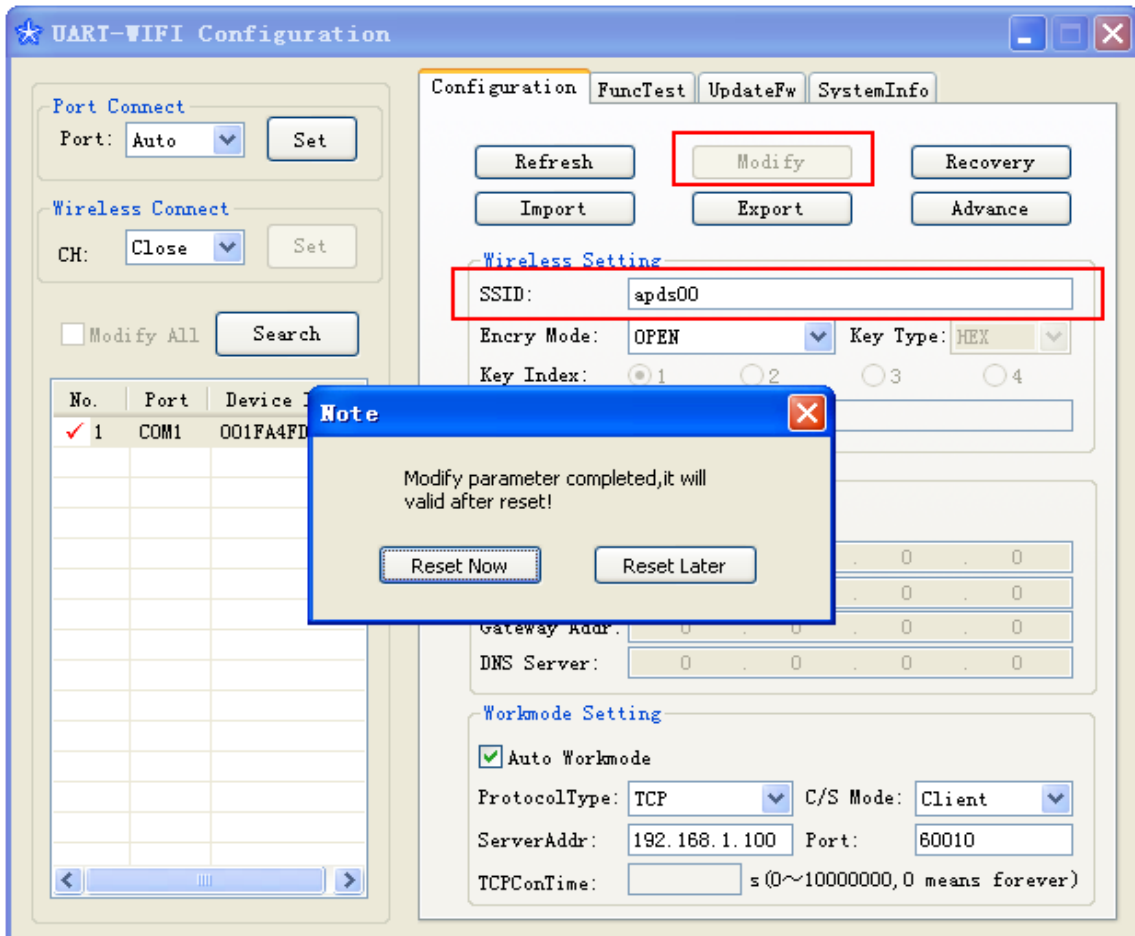 UART-WIFI Configuration
Port Connect
Port: Auto Set
Wireless Connect
CH: Close Set
Modify All Search
No. Port Device
1 COM1 001FA4FD
Configuration FuncTest UpdateFw SystemInfo
Refresh Modify Recovery
Import Export Advance
Wireless Setting
SSID: apds00
Encry Mode: OPEN Key Type: HEX
Key Index: 1 2 3 4
Note
Modify parameter completed,it will
valid after reset!
Reset Now Reset Later
. 0 . 0
. 0 . 0
Gateway Addr: 0 . 0 . 0 . 0
DNS Server: 0 . 0 . 0 . 0
Workmode Setting
Auto Workmode
ProtocolType: TCP C/S Mode: Client
ServerAddr: 192.168.1.100 Port: 60010
TCPConTime: s(0～10000000,0 means forever)